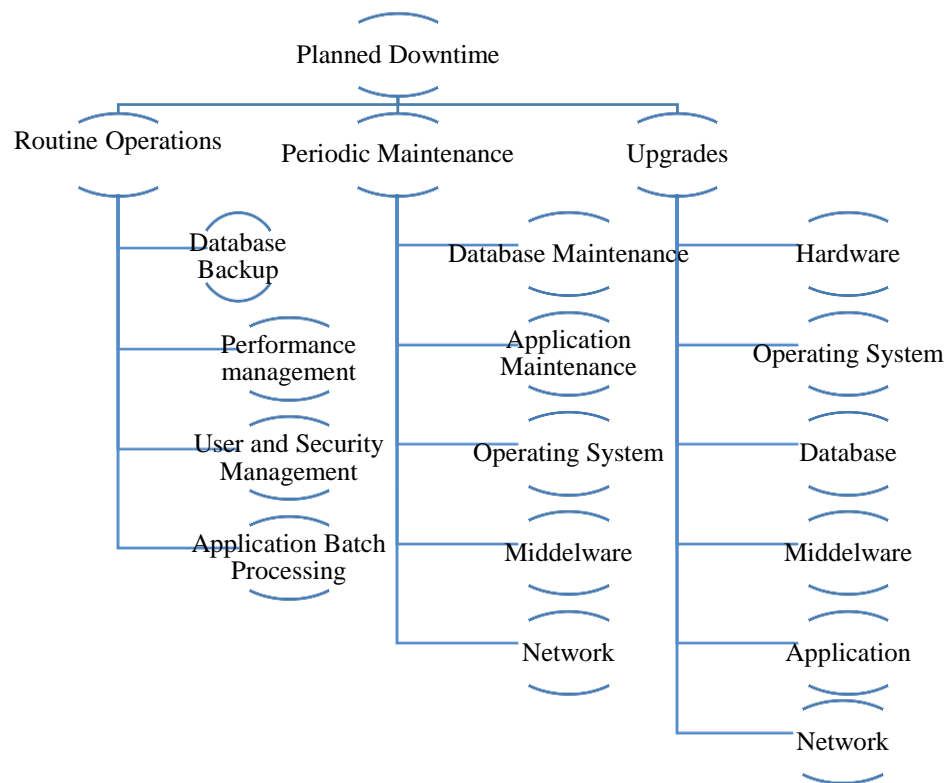 Planned Downtime
Routine Operations
Database
Backup
Performance
management
User and Security
Management
Application Batch
Processing
Periodic Maintenance
Database Maintenance
Application
Maintenance
Operating System
Middelware
Network
Upgrades
Hardware
Operating System
Database
Middelware
Application
Network